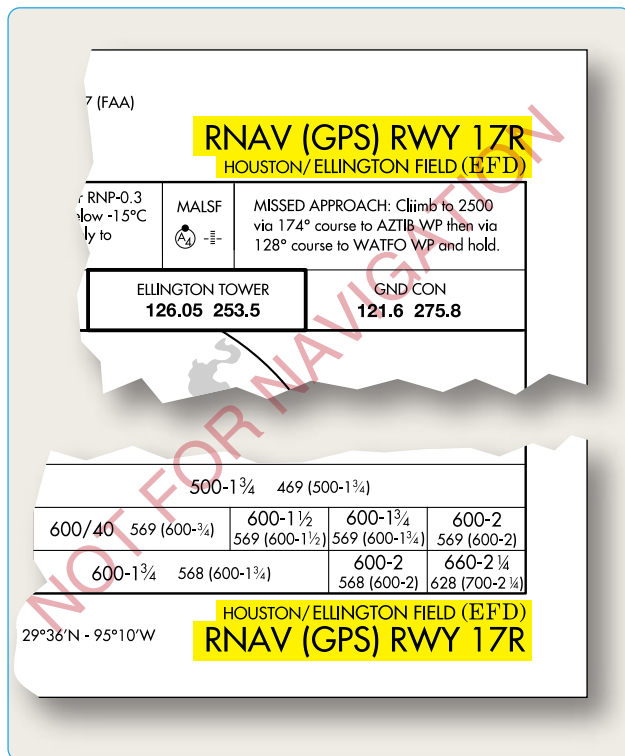 7 (FAA)
RNAV (GPS) RWY 17R
HOUSTON/ ELLINGTON FIELD (EFD)
RNP-0.3
elow -15°C
ly to
MALSF
A4
MISSED APPROACH: Cliimb to 2500
via 174° course to AZTIB WP then via
128° course to WATFO WP and hold.
ELLINGTON TOWER
126.05 253.5
GND CON
121.6 275.8
NOT FOR NAVIGATION
500-1¾ 469 (500-1¾)
600/40 569 (600-¾)
600-1½
569 (600-1½)
600-1¾
569 (600-1¾)
600-2
569 (600-2)
600-1¾ 568 (600-1¾)
600-2
568 (600-2)
660-2 ¼
628 (700-2 ¼)
HOUSTON/ ELLINGTON FIELD (EFD)
29°36'N - 95°10'W
RNAV (GPS) RWY 17R